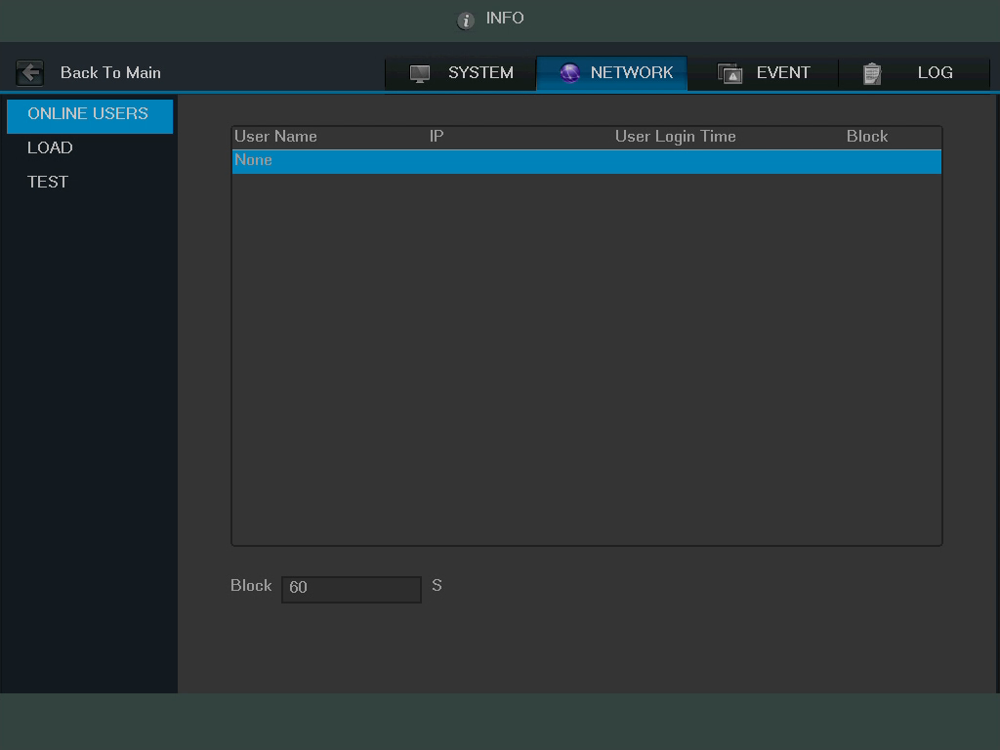 INFO
Back To Main
SYSTEM
NETWORK
EVENT
LOG
ONLINE USERS
LOAD
TEST
User Name IP User Login Time Block
None
Block 60 S